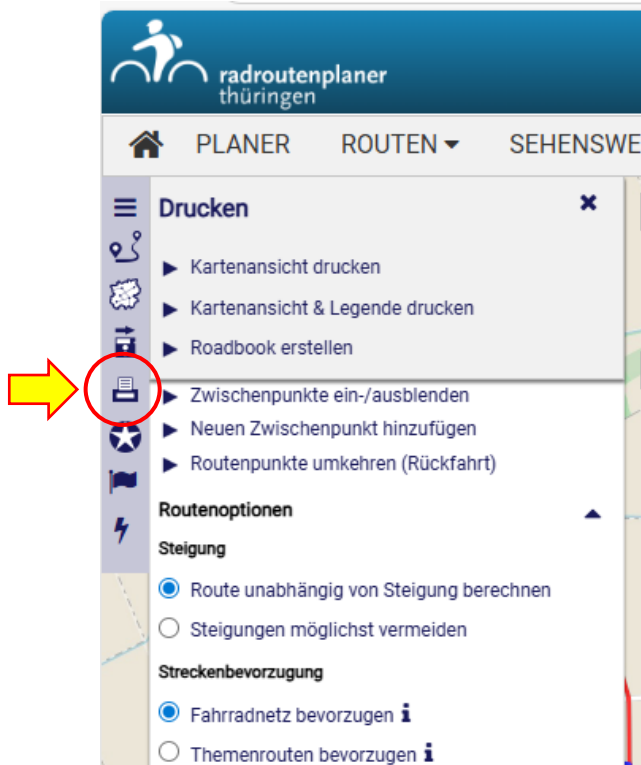 radroutenplaner
thüringen
PLANER ROUTEN SEHENSWE
Drucken
Kartenansicht drucken
Kartenansicht & Legende drucken
Roadbook erstellen
Zwischenpunkte ein-/ausblenden
Neuen Zwischenpunkt hinzufügen
Routenpunkte umkehren (Rückfahrt)
Routenoptionen
Steigung
Route unabhängig von Steigung berechnen
Steigungen möglichst vermeiden
Streckenbevorzugung
Fahrradnetz bevorzugen i
Themenrouten bevorzugen i